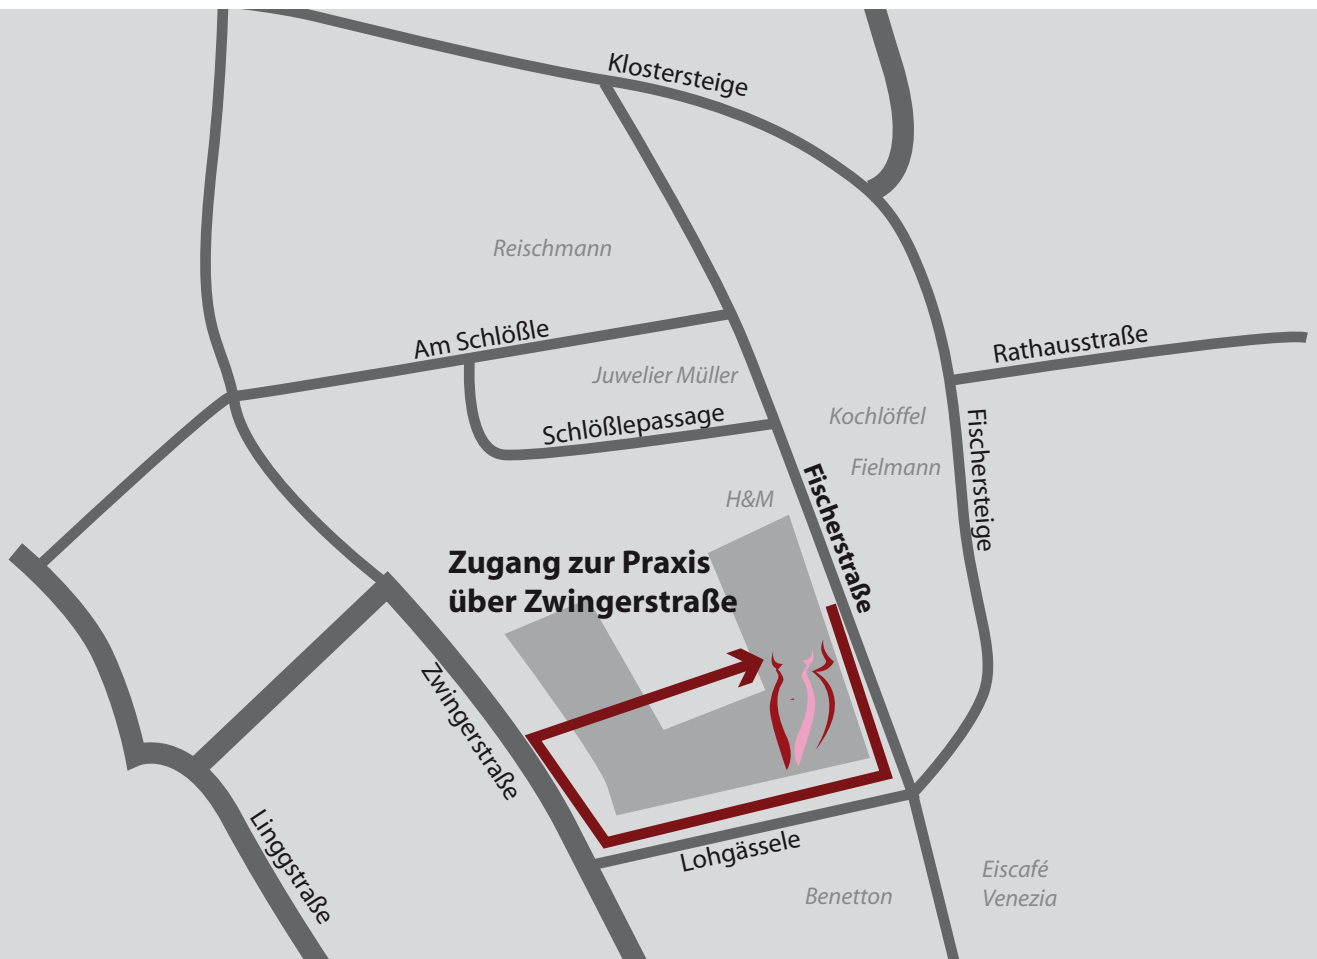 Klostersteige
Reischmann
Am Schlößle
Rathausstraße
Juwelier Müller
Kochlöffel
Schlößlepassage
Fischersteige
Fielmann
Fischerstraße
H&M
Zugang zur Praxis
über Zwingerstraße
Zwingerstraße
Linggstraße
Lohgässele
Benetton
Eiscafé
Venezia